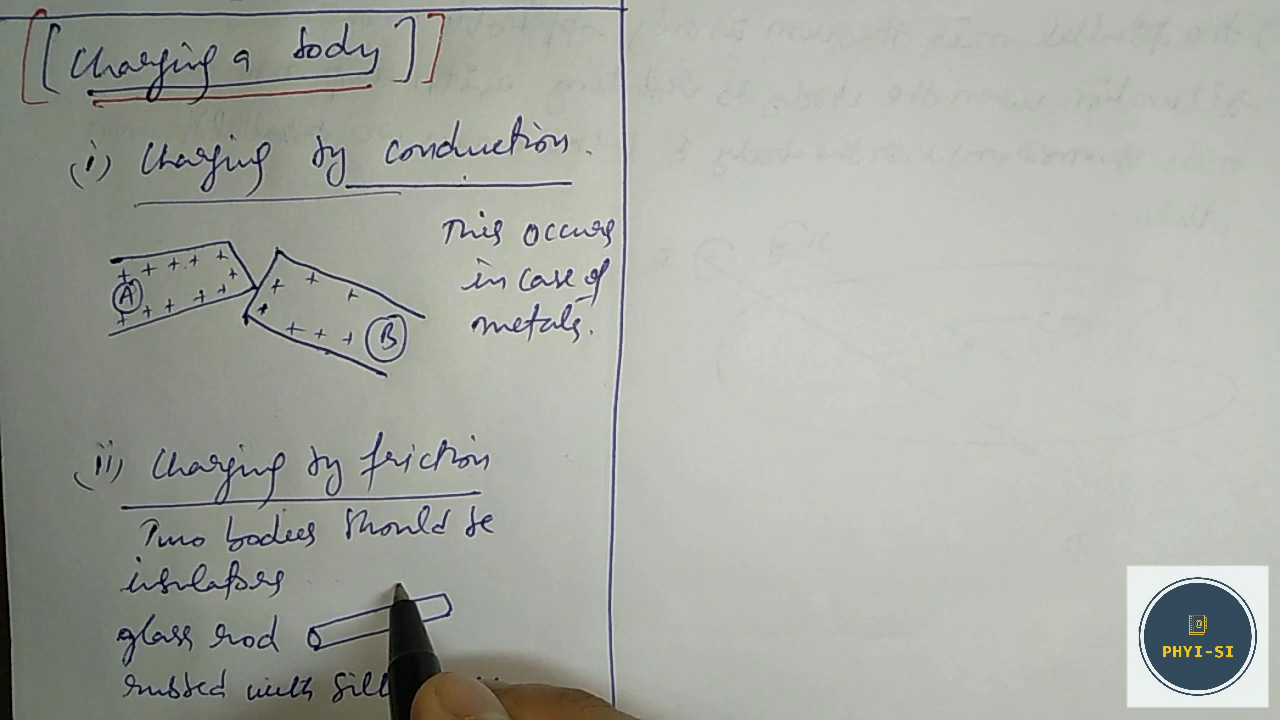 [[Charging a body]]
(i) Charging by conduction.
This occurs
in case of
metals.
+ + + + +
+ + + + + +
A
+ + +
+ + + +
B
(ii) Charging by friction
Two bodies should be
insulators
glass rod
rubbed with
PHYI-SI